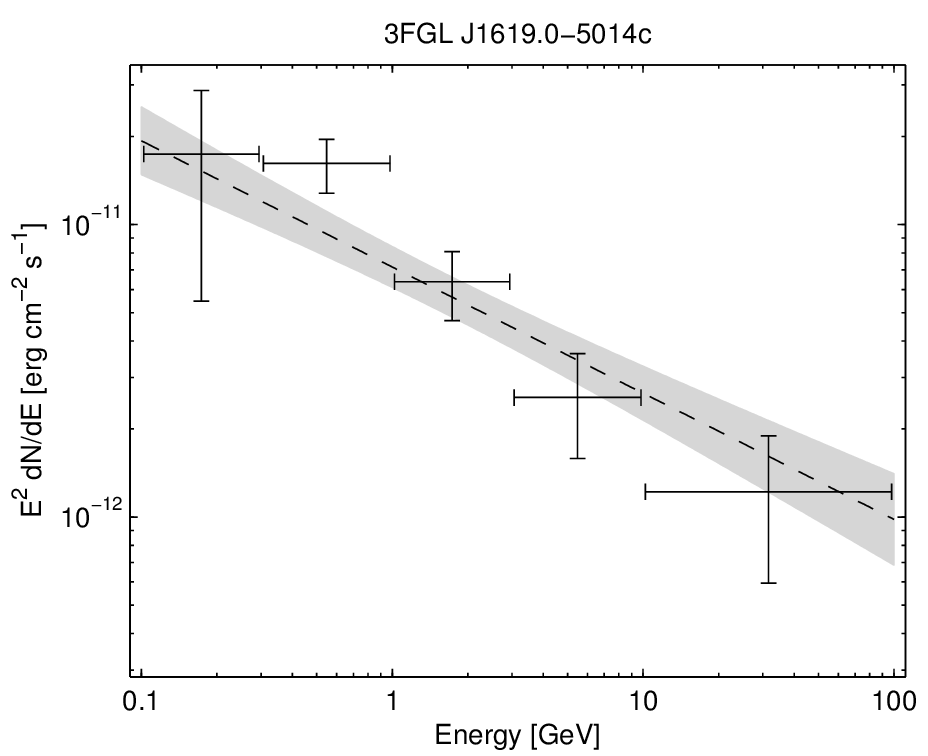 3FGL J1619.0−5014c
E² dN/dE [erg cm⁻² s⁻¹]
10⁻¹¹
10⁻¹²
0.1 1 10 100
Energy [GeV]